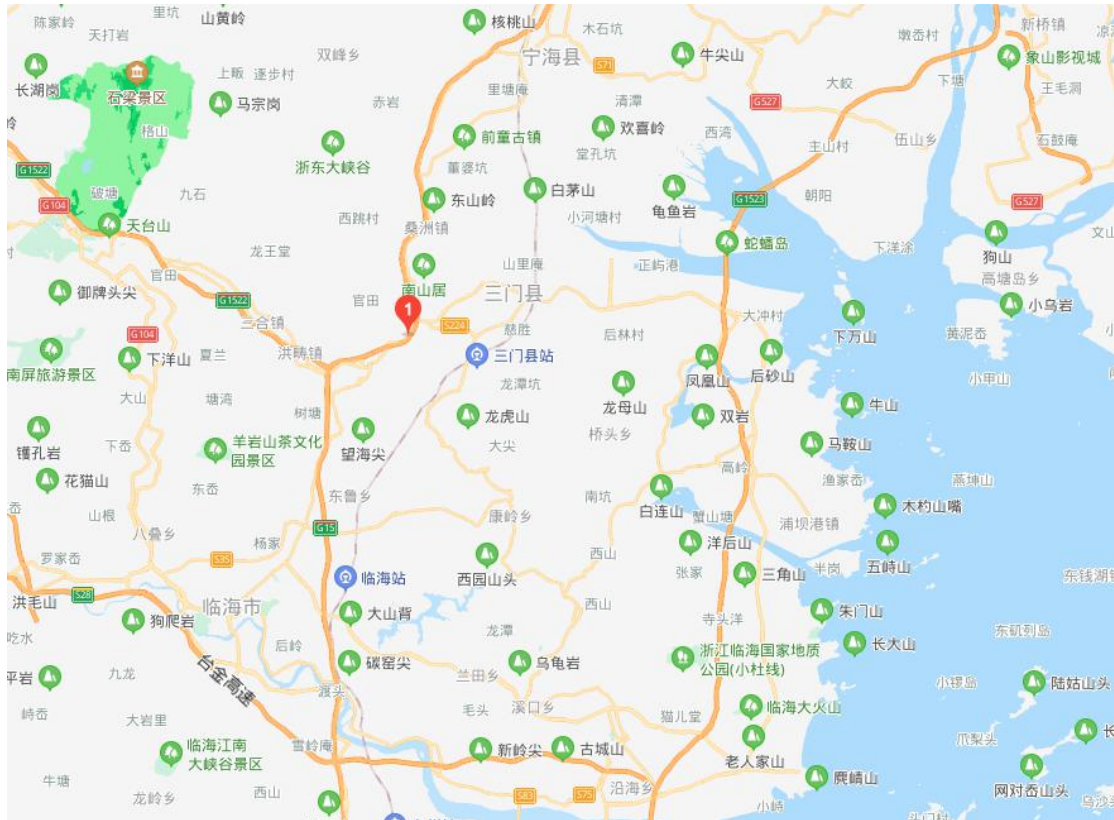 陈家岭
里坑
山黄岭
核桃山
木石坑
墩岙村
新桥镇
天打岩
双峰乡
宁海县
牛尖山
象山影视城
长湖岗
上畈
逐步村
S71
大㟁
下塘
王毛洞
石梁景区
马宗岗
赤岩
里塘庵
清潭
G527
格山
浙东大峡谷
前童古镇
欢喜岭
西湾
主山村
伍山乡
石鼓庵
堂孔坑
G1522
董婆坑
破塘
九石
东山岭
白茅山
龟鱼岩
G1523
朝阳
G527
G104
西跳村
小河塘村
天台山
桑洲镇
蛇蟠岛
下洋涂
狗山
文山
龙王堂
山里庵
正屿港
官田
南山居
高塘岛乡
御牌头尖
G1522
官田
1
三门县
小乌岩
三合镇
S224
慈胜
大冲村
下万山
黄泥岙
G104
后林村
夏兰
洪畴镇
三门县站
下洋山
凤凰山
后砂山
南屏旅游景区
小甲山
大山
塘湾
龙潭坑
龙母山
牛山
树塘
龙虎山
双岩
镬孔岩
下岙
羊岩山茶文化
园景区
望海尖
大尖
桥头乡
马鞍山
花猫山
高岭
渔家岙
燕坤山
东岙
东鲁乡
南坑
白连山
木杓山嘴
山根
康岭乡
蟹山塘
浦坝港镇
八叠乡
G15
杨家
洋后山
五峙山
罗家岙
S35
西山
西园山头
张家
三角山
半岗
东钱湖镇
临海站
洪毛山
S28
临海市
狗爬岩
大山背
西山
朱门山
吃水
龙潭
寺头洋
东矶列岛
后岭
长大山
平岩
九龙
台金高速
碳窑尖
乌龟岩
浙江临海国家地质
公园(小杜线)
兰田乡
小锣岛
陆姑山头
渡头
峙岙
大岩里
毛头
溪口乡
猫儿堂
临海大火山
爪梨头
长
雪岭庵
临海江南
大峡谷景区
新岭尖
古城山
老人家山
牛塘
麂晴山
网对岙山头
龙岭乡
西山
S83
S75
沿海乡
小峙
头门村
乌沙头